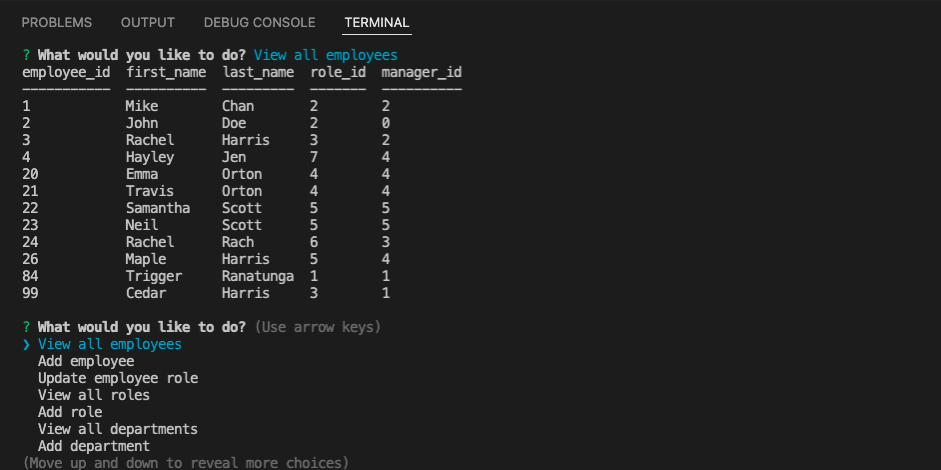 PROBLEMS OUTPUT DEBUG CONSOLE TERMINAL
? What would you like to do? View all employees
employee_id first_name last_name role_id manager_id
----------- ---------- --------- ------- ----------
1 Mike Chan 2 2
2 John Doe 2 0
3 Rachel Harris 3 2
4 Hayley Jen 7 4
20 Emma Orton 4 4
21 Travis Orton 4 4
22 Samantha Scott 5 5
23 Neil Scott 5 5
24 Rachel Rach 6 3
26 Maple Harris 5 4
84 Trigger Ranatunga 1 1
99 Cedar Harris 3 1
? What would you like to do? (Use arrow keys)
❯ View all employees
Add employee
Update employee role
View all roles
Add role
View all departments
Add department
(Move up and down to reveal more choices)